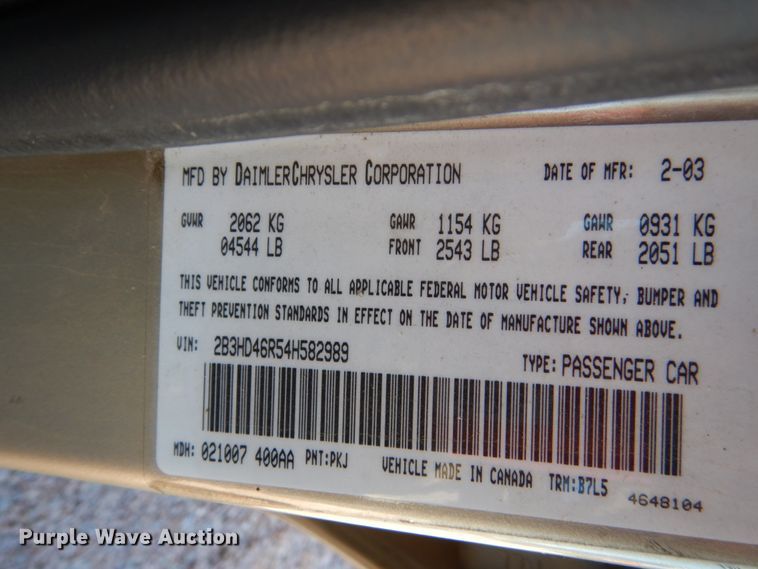 MFD BY DAIMLERCHRYSLER CORPORATION DATE OF MFR: 2-03
GVWR 2062 KG GAWR 1154 KG GAWR 0931 KG
04544 LB FRONT 2543 LB REAR 2051 LB
THIS VEHICLE CONFORMS TO ALL APPLICABLE FEDERAL MOTOR VEHICLE SAFETY, BUMPER AND
THEFT PREVENTION STANDARDS IN EFFECT ON THE DATE OF MANUFACTURE SHOWN ABOVE.
VIN: 2B3HD46R54H582989 TYPE: PASSENGER CAR
MDH: 021007 400AA PNT:PKJ VEHICLE MADE IN CANADA TRM:B7L5
4648104
Purple Wave Auction